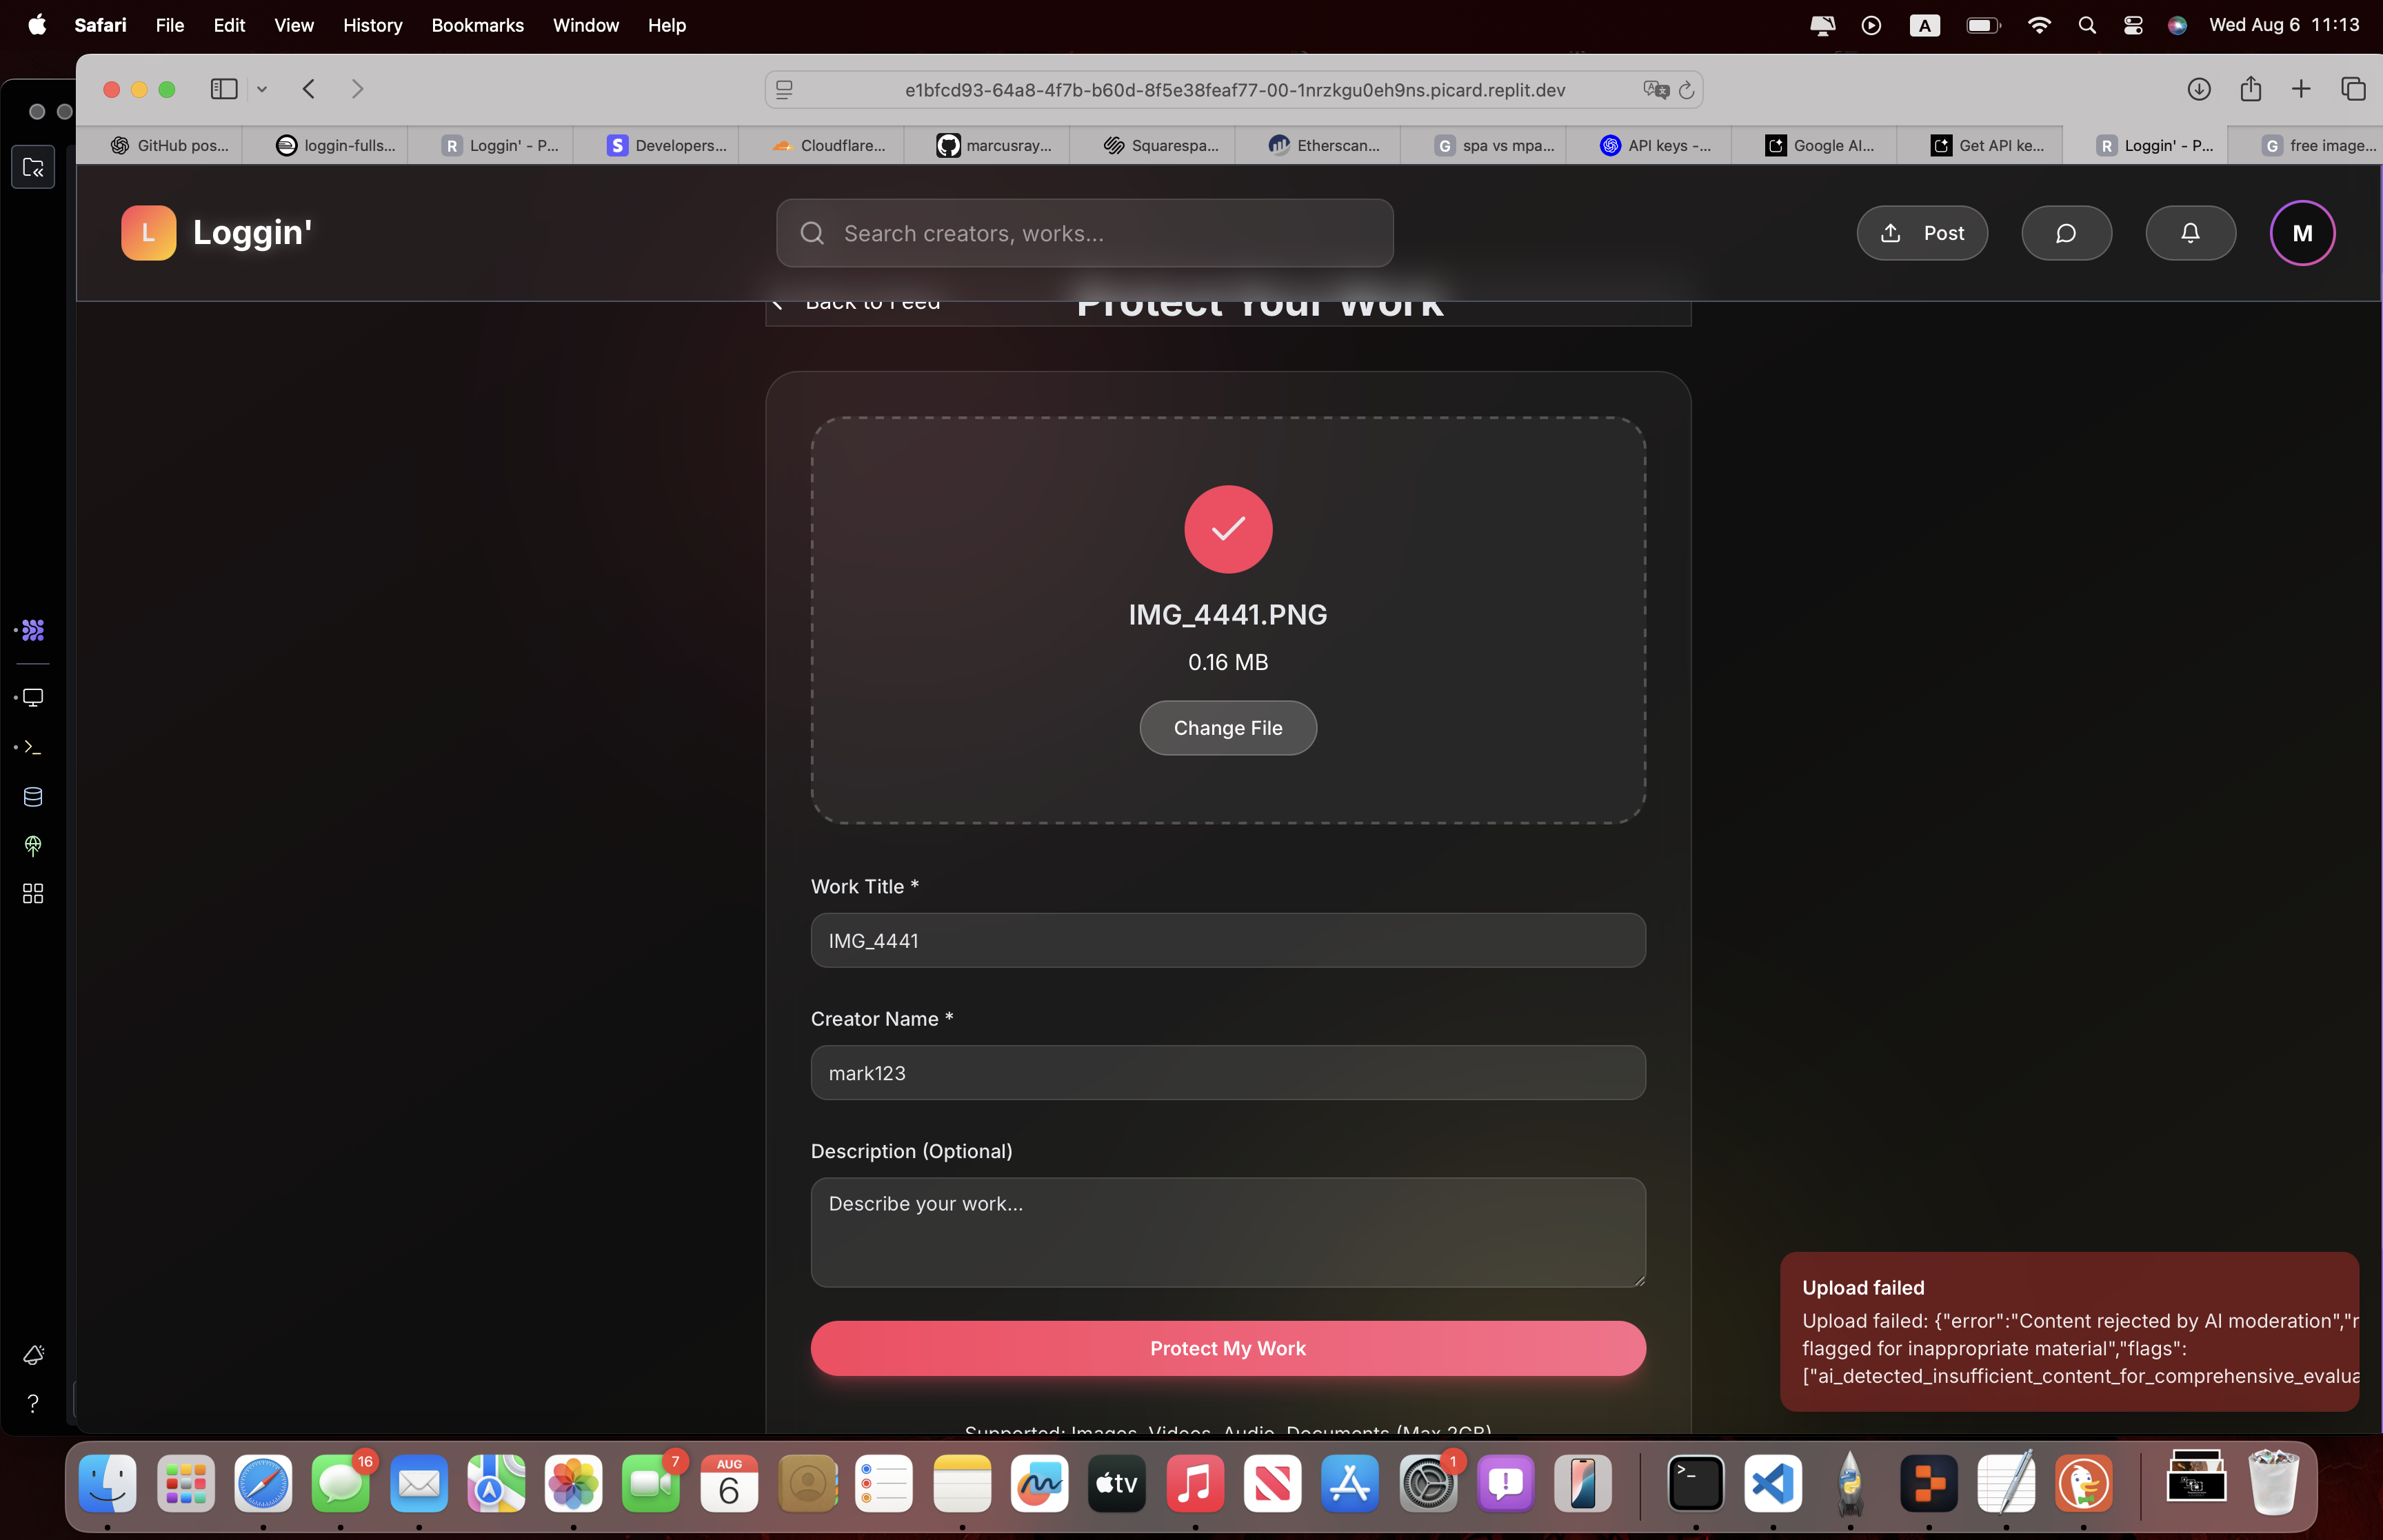 Safari File Edit View History Bookmarks Window Help
A
Wed Aug 6 11:13
e1bfcd93-64a8-4f7b-b60d-8f5e38feaf77-00-1nrzkgu0eh9ns.picard.replit.dev
GitHub pos...
loggin-fulls...
R Loggin' - P...
S Developers...
Cloudflare...
marcusray...
Squarespa...
Etherscan...
G spa vs mpa...
API keys -...
Google AI...
Get API ke...
R Loggin' - P...
G free image...
L Loggin'
Search creators, works...
Post
M
Back to Feed
Protect Your Work
IMG_4441.PNG
0.16 MB
Change File
Work Title *
IMG_4441
Creator Name *
mark123
Description (Optional)
Describe your work...
Protect My Work
Supported: Images, Videos, Audio, Documents (Max 2GB)
Upload failed
Upload failed: {"error":"Content rejected by AI moderation","r
flagged for inappropriate material","flags":
["ai_detected_insufficient_content_for_comprehensive_evalua
?
16
7
AUG
6
tv
1
>_